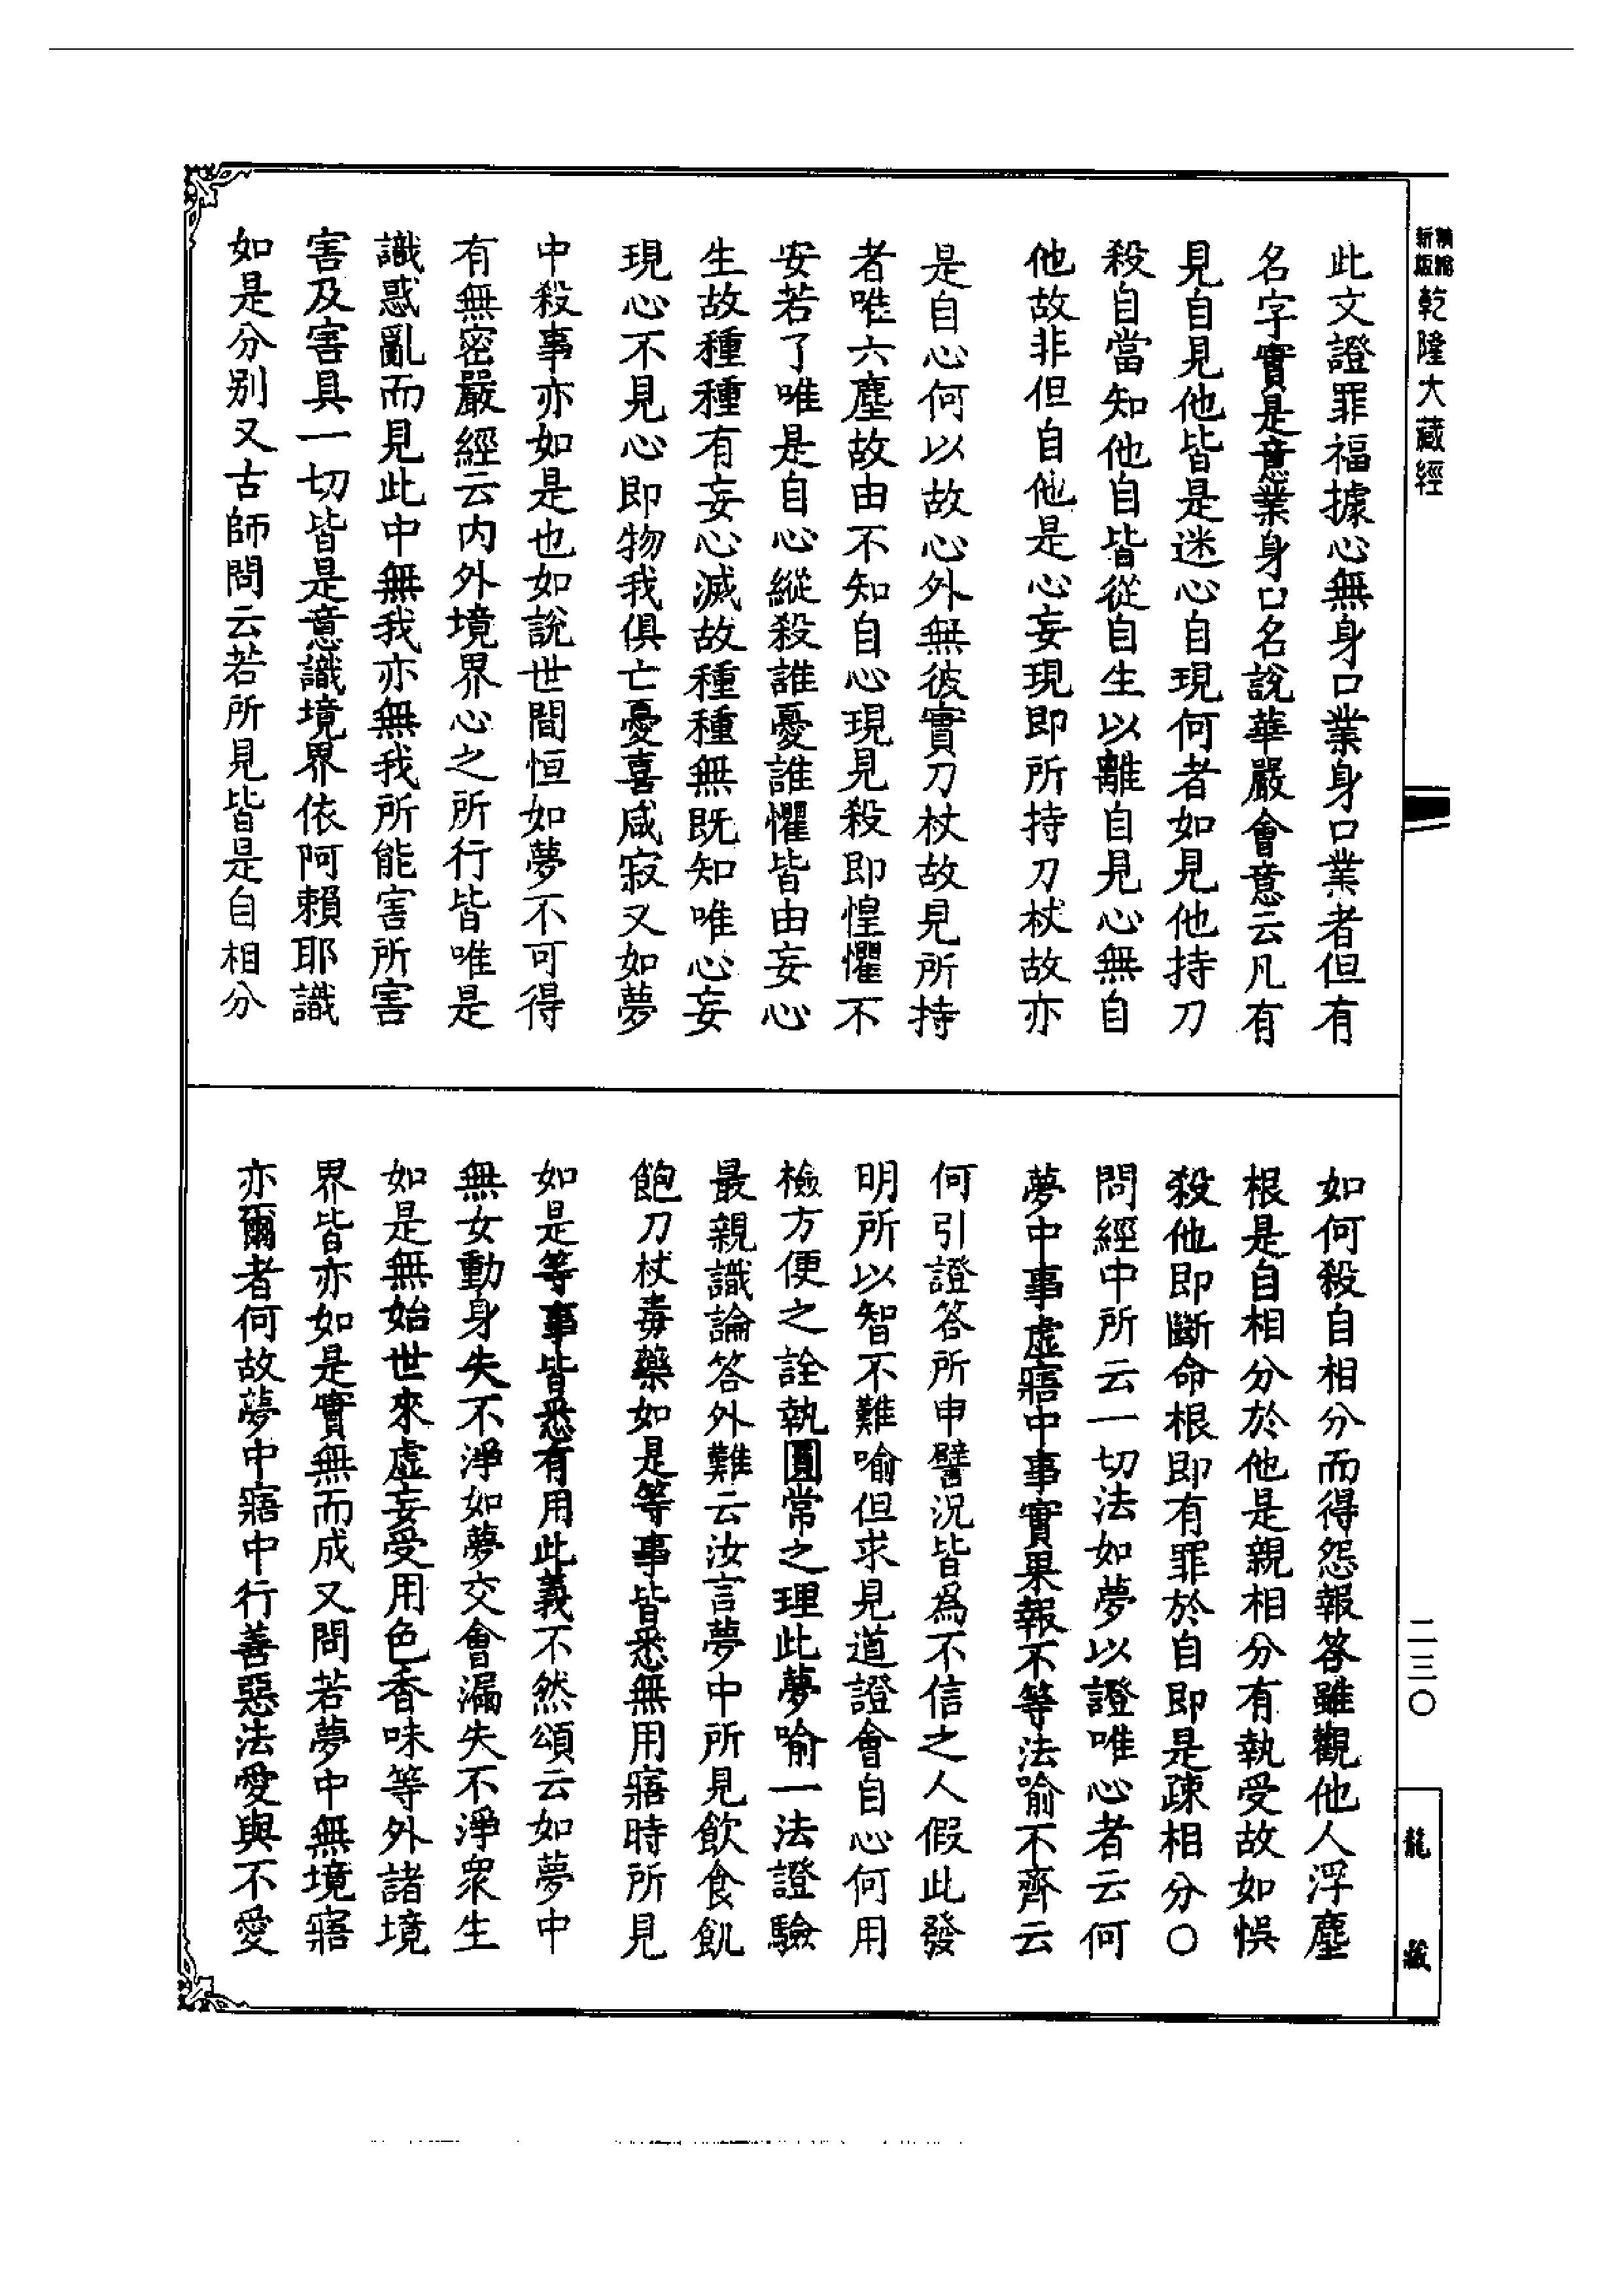 精縮新版乾隆大藏經
此文證罪福據心無身口業身口業者但有
名字實是意業身口名說華嚴會意云凡有
見自見他皆是迷心自現何者如見他持刀
殺自當知他自皆從自生以離自見心無自
他故非但自他是心妄現即所持刀杖故亦
是自心何以故心外無彼實刀杖故見所持
者唯六塵故由不知自心現見殺即惶懼不
安若了唯是自心縱殺誰憂誰懼皆由妄心
生故種種有妄心滅故種種無既知唯心妄
現心不見心即物我俱亡憂喜咸寂又如夢
中殺事亦如是也如說世間恒如夢不可得
有無密嚴經云內外境界心之所行皆唯是
識惑亂而見此中無我亦無我所能害所害
害及害具一切皆是意識境界依阿賴耶識
如是分別又古師問云若所見皆是自相分
如何殺自相分而得怨報答雖觀他人浮塵
根是自相分於他是親相分有執受故如悞
殺他即斷命根即有罪於自即是疎相分○
問經中所云一切法如夢以證唯心者云何
夢中事虛寤中事實果報不等法喻不齊云
何引證答所申譬況皆為不信之人假此發
明所以智不難喻但求見道證會自心何用
檢方便之詮執圓常之理此夢喻一法證驗
最親識論答外難云汝言夢中所見飲食飢
飽刀杖毒藥如是等事皆悉無用寤時所見
如是等事皆悉有用此義不然頌云如夢中
無女動身失不淨如夢交會漏失不淨眾生
如是無始世來虛妄受用色香味等外諸境
界皆亦如是實無而成又問若夢中無境寤
亦爾者何故夢中寤中行善惡法愛與不愛
二三○
龍藏